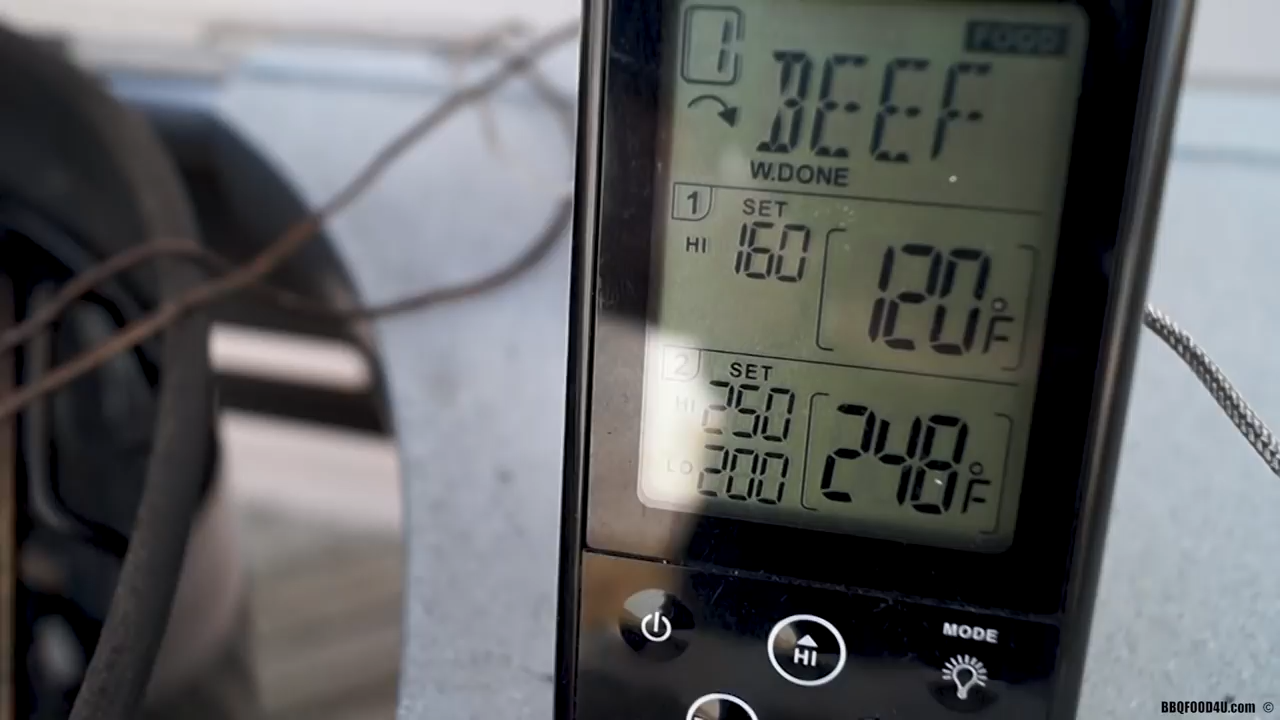 1 FOOD
BEEF
W.DONE
1 SET
HI 160 120°F
2 SET
HI 250 248°F
LO 200
HI
MODE
BBQFOOD4U.com ©